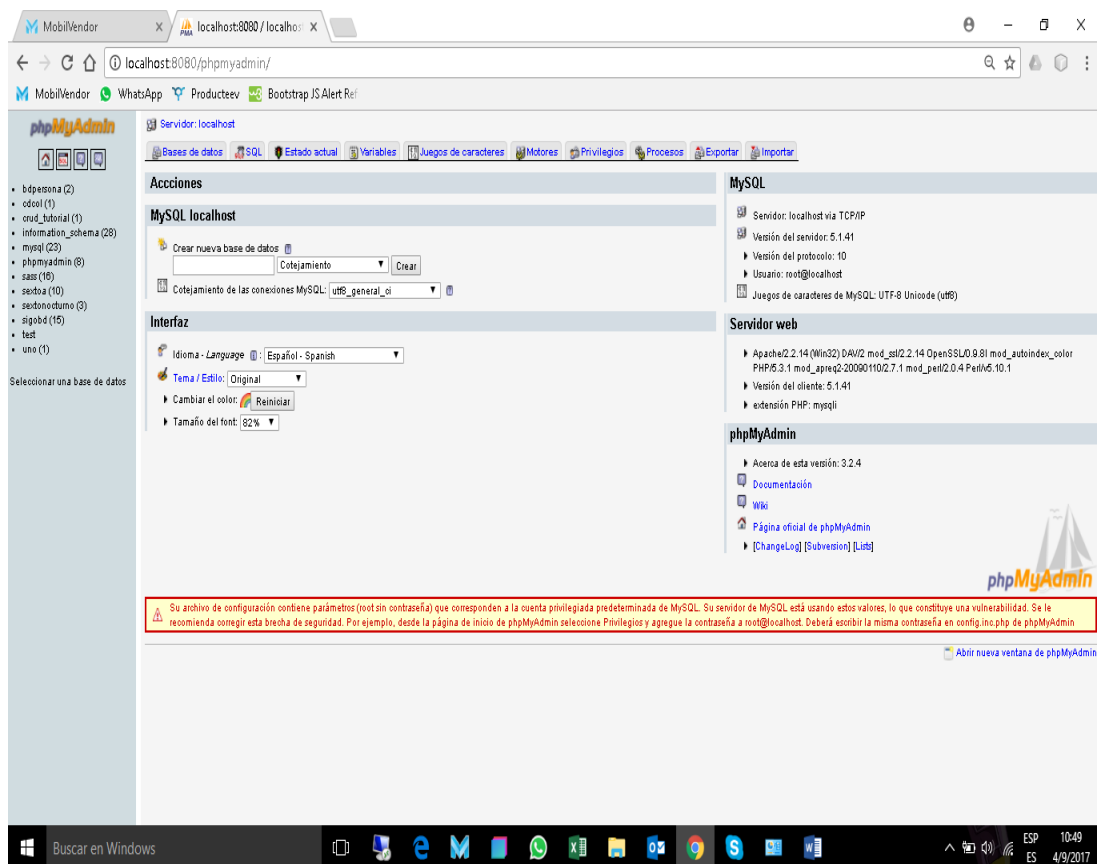 MobilVendor
localhost:8080 / localhos
localhost:8080/phpmyadmin/
MobilVendor
WhatsApp
Producteev
Bootstrap JS Alert Ref
phpMyAdmin
bdpersona (2)
cdcol (1)
crud_tutorial (1)
information_schema (28)
mysql (23)
phpmyadmin (8)
sass (16)
sextoa (10)
sextonocturno (3)
sigobd (15)
test
uno (1)
Seleccionar una base de datos
Servidor: localhost
Bases de datos SQL Estado actual Variables Juegos de caracteres Motores Privilegios Procesos Exportar Importar
Accciones
MySQL localhost
Crear nueva base de datos
Cotejamiento Crear
Cotejamiento de las conexiones MySQL: utf8_general_ci
Interfaz
Idioma - Language : Español - Spanish
Tema / Estilo: Original
Cambiar el color: Reiniciar
Tamaño del font: 82%
MySQL
Servidor: localhost via TCP/IP
Versión del servidor: 5.1.41
Versión del protocolo: 10
Usuario: root@localhost
Juegos de caracteres de MySQL: UTF-8 Unicode (utf8)
Servidor web
Apache/2.2.14 (Win32) DAV/2 mod_ssl/2.2.14 OpenSSL/0.9.8l mod_autoindex_color
PHP/5.3.1 mod_apreq2-20090110/2.7.1 mod_perl/2.0.4 Perl/v5.10.1
Versión del cliente: 5.1.41
extensión PHP: mysqli
phpMyAdmin
Acerca de esta versión: 3.2.4
Documentación
Wiki
Página oficial de phpMyAdmin
[ChangeLog] [Subversion] [Lists]
phpMyAdmin
Su archivo de configuración contiene parámetros (root sin contraseña) que corresponden a la cuenta privilegiada predeterminada de MySQL. Su servidor de MySQL está usando estos valores, lo que constituye una vulnerabilidad. Se le
recomienda corregir esta brecha de seguridad. Por ejemplo, desde la página de inicio de phpMyAdmin seleccione Privilegios y agregue la contraseña a root@localhost. Deberá escribir la misma contraseña en config.inc.php de phpMyAdmin
Abrir nueva ventana de phpMyAdmin
Buscar en Windows
ESP
ES
10:49
4/9/2017